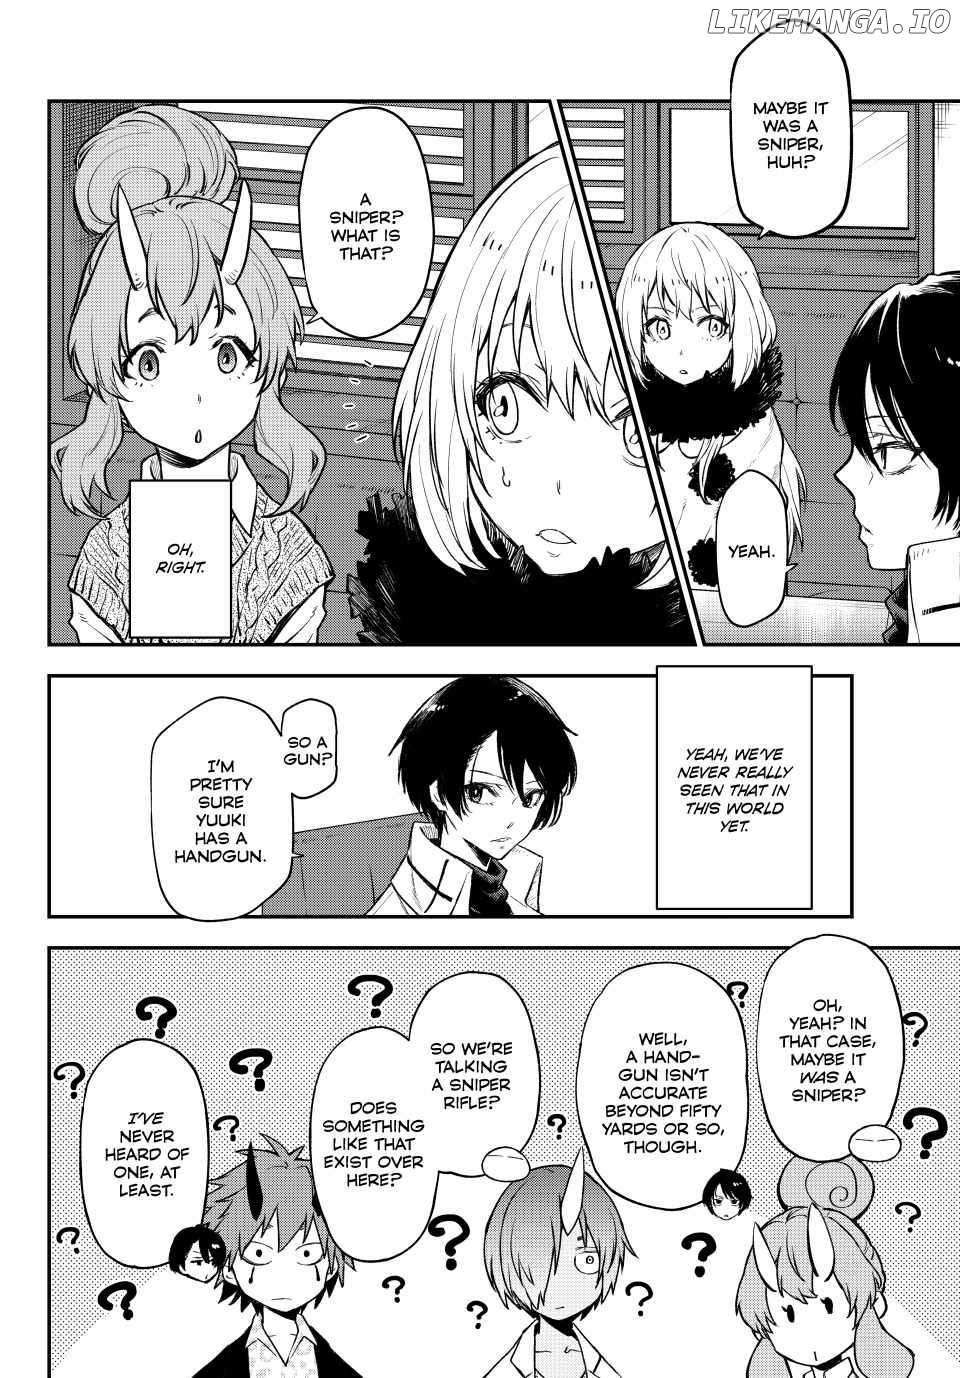 LIKEMANGA.IO
MAYBE IT
WAS A
SNIPER,
HUH?
YEAH.
A
SNIPER?
WHAT IS
THAT?
OH,
RIGHT.
YEAH, WE'VE
NEVER REALLY
SEEN THAT IN
THIS WORLD
YET.
SO A
GUN?
I'M
PRETTY
SURE
YUUKI
HAS A
HANDGUN.
OH,
YEAH? IN
THAT CASE,
MAYBE IT
WAS A
SNIPER?
WELL,
A HAND-
GUN ISN'T
ACCURATE
BEYOND FIFTY
YARDS OR SO,
THOUGH.
SO WE'RE
TALKING
A SNIPER
RIFLE?
DOES
SOMETHING
LIKE THAT
EXIST OVER
HERE?
I'VE
NEVER
HEARD OF
ONE, AT
LEAST.
? ? ? ? ? ? ? ? ? ? ? ? ? ? ? ? ?